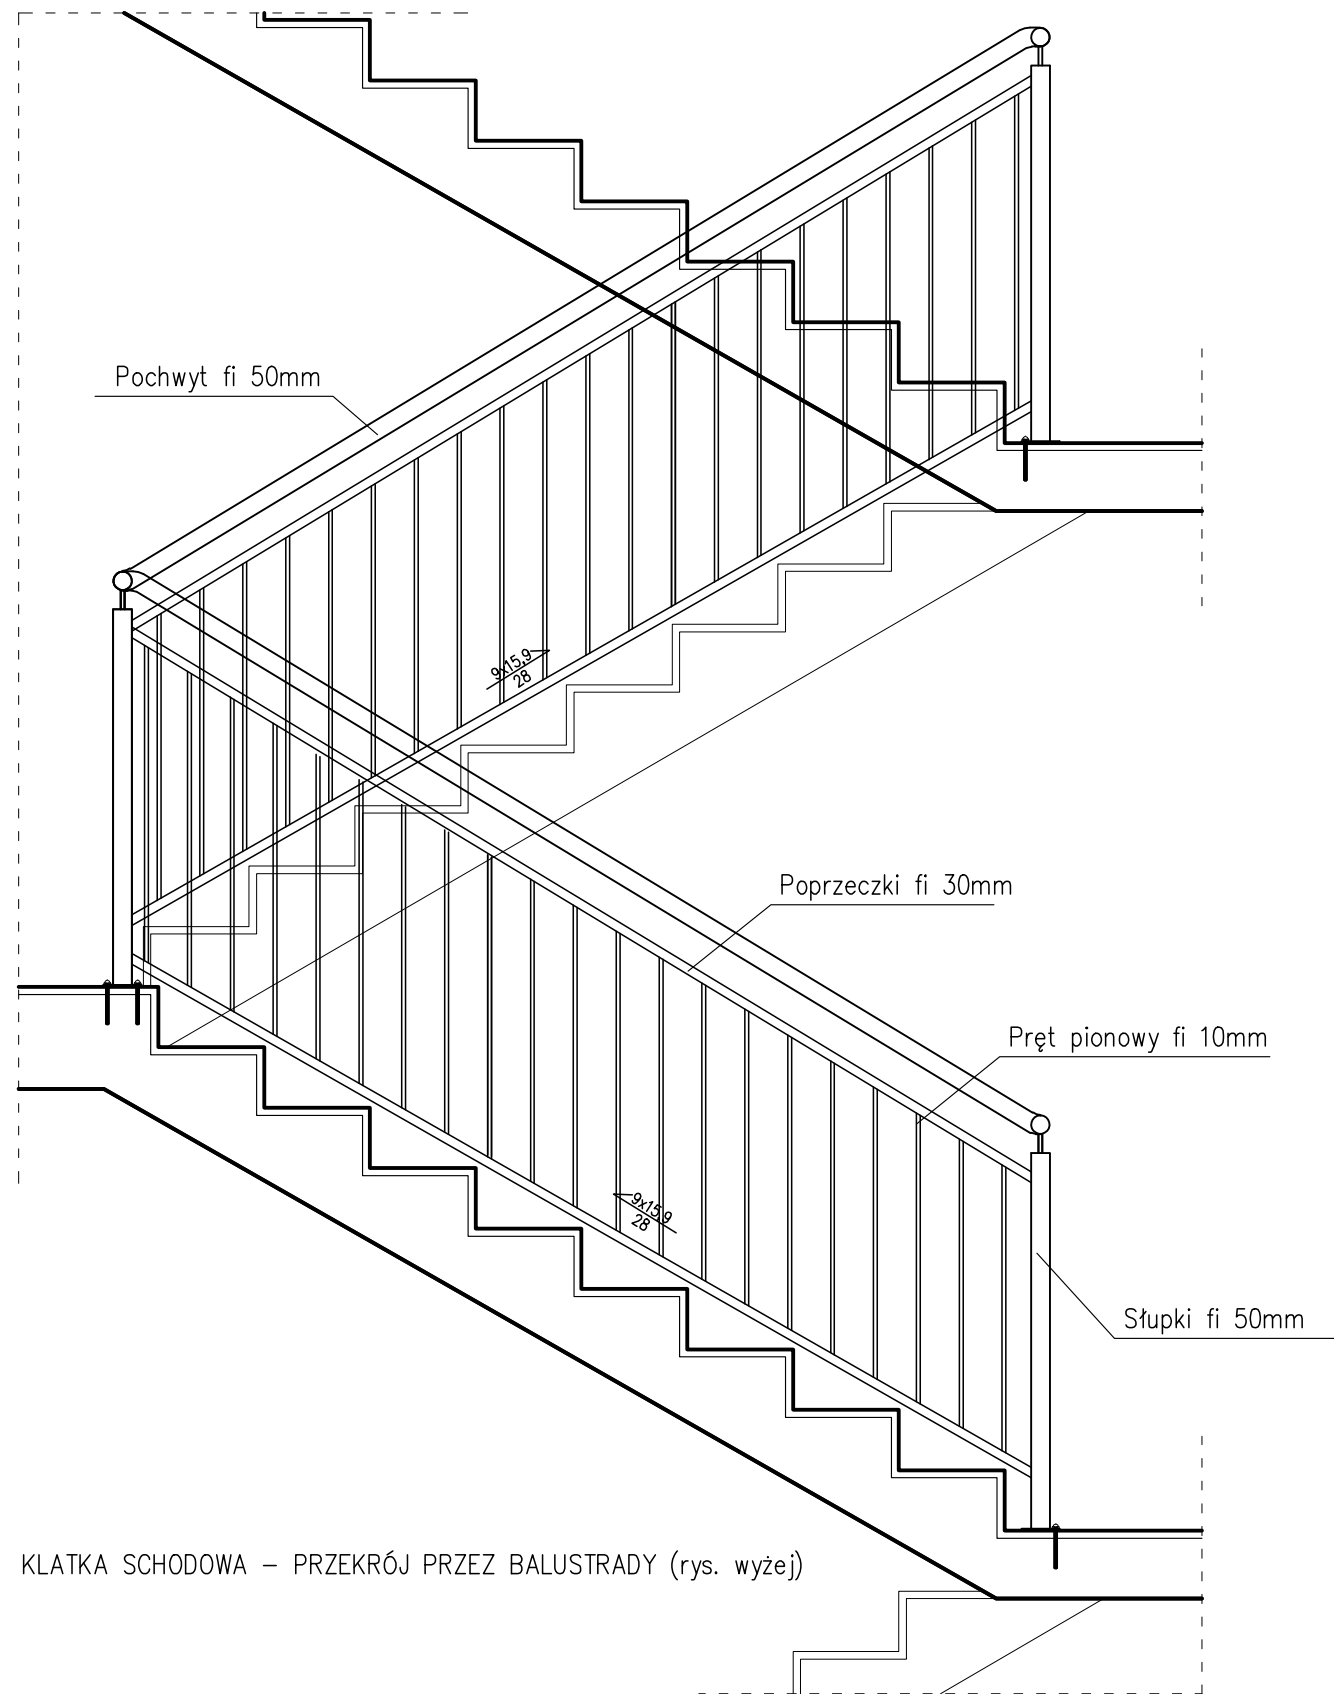 Pochwyt fi 50mm
9x15,9
28
Poprzeczki fi 30mm
Pręt pionowy fi 10mm
9x15,9
28
Słupki fi 50mm
KLATKA SCHODOWA – PRZEKRÓJ PRZEZ BALUSTRADY (rys. wyżej)